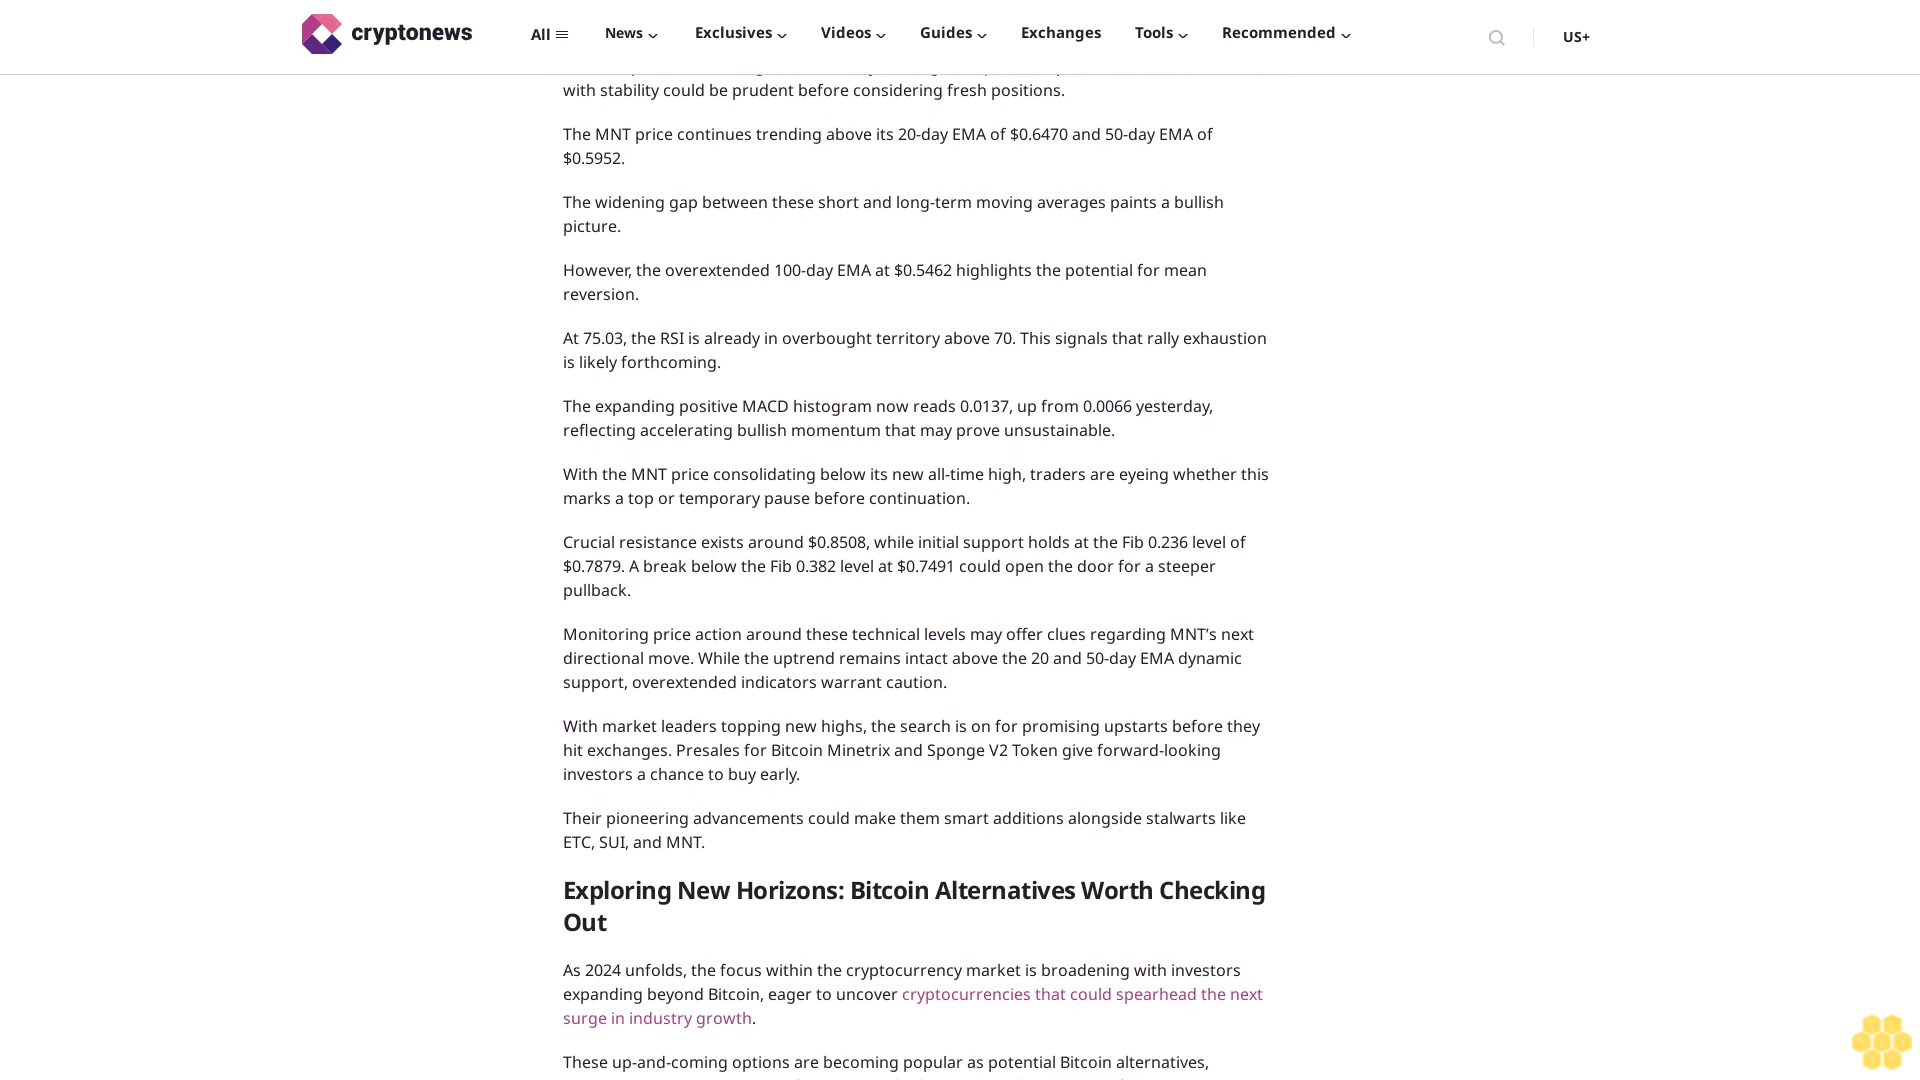 cryptonews
All
News
Exclusives
Videos
Guides
Exchanges
Tools
Recommended
US+
with stability could be prudent before considering fresh positions.
The MNT price continues trending above its 20-day EMA of $0.6470 and 50-day EMA of
$0.5952.
The widening gap between these short and long-term moving averages paints a bullish
picture.
However, the overextended 100-day EMA at $0.5462 highlights the potential for mean
reversion.
At 75.03, the RSI is already in overbought territory above 70. This signals that rally exhaustion
is likely forthcoming.
The expanding positive MACD histogram now reads 0.0137, up from 0.0066 yesterday,
reflecting accelerating bullish momentum that may prove unsustainable.
With the MNT price consolidating below its new all-time high, traders are eyeing whether this
marks a top or temporary pause before continuation.
Crucial resistance exists around $0.8508, while initial support holds at the Fib 0.236 level of
$0.7879. A break below the Fib 0.382 level at $0.7491 could open the door for a steeper
pullback.
Monitoring price action around these technical levels may offer clues regarding MNT’s next
directional move. While the uptrend remains intact above the 20 and 50-day EMA dynamic
support, overextended indicators warrant caution.
With market leaders topping new highs, the search is on for promising upstarts before they
hit exchanges. Presales for Bitcoin Minetrix and Sponge V2 Token give forward-looking
investors a chance to buy early.
Their pioneering advancements could make them smart additions alongside stalwarts like
ETC, SUI, and MNT.
Exploring New Horizons: Bitcoin Alternatives Worth Checking
Out
As 2024 unfolds, the focus within the cryptocurrency market is broadening with investors
expanding beyond Bitcoin, eager to uncover cryptocurrencies that could spearhead the next
surge in industry growth.
These up-and-coming options are becoming popular as potential Bitcoin alternatives,